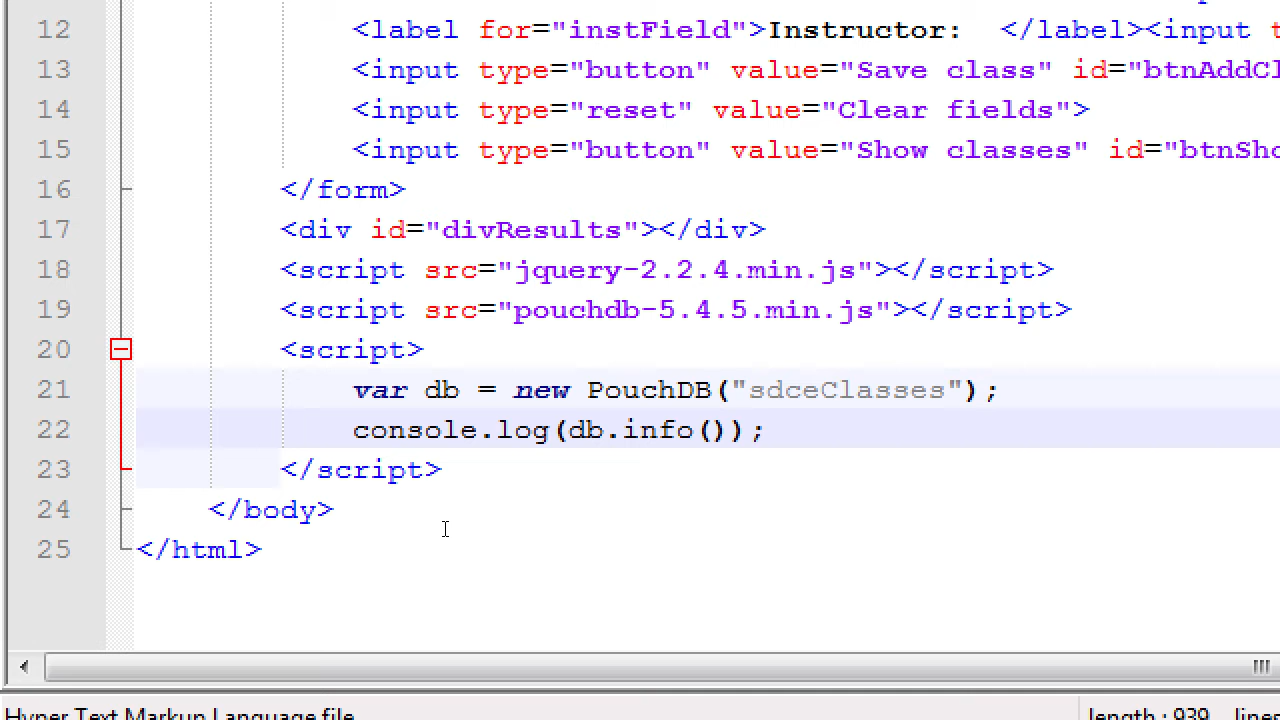 12 <label for="instField">Instructor:  </label><input t
13 <input type="button" value="Save class" id="btnAddCl
14 <input type="reset" value="Clear fields">
15 <input type="button" value="Show classes" id="btnSho
16 </form>
17 <div id="divResults"></div>
18 <script src="jquery-2.2.4.min.js"></script>
19 <script src="pouchdb-5.4.5.min.js"></script>
20 <script>
21 var db = new PouchDB("sdceClasses");
22 console.log(db.info());
23 </script>
24 </body>
25 </html>
Hyper Text Markup Language file length : 939 lines